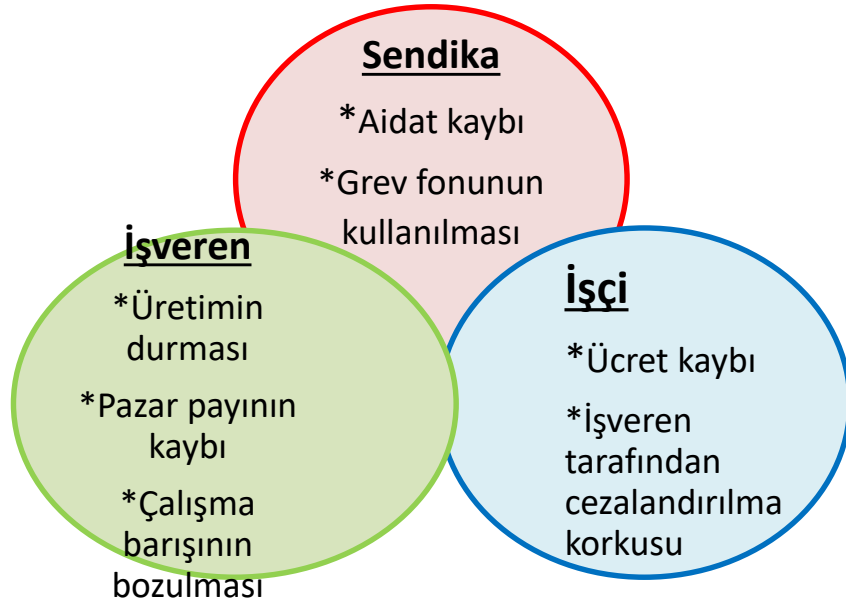 Sendika
*Aidat kaybı
*Grev fonunun
kullanılması
İşveren
*Üretimin
durması
*Pazar payının
kaybı
*Çalışma
barışının
bozulması
İşçi
*Ücret kaybı
*İşveren
tarafından
cezalandırılma
korkusu